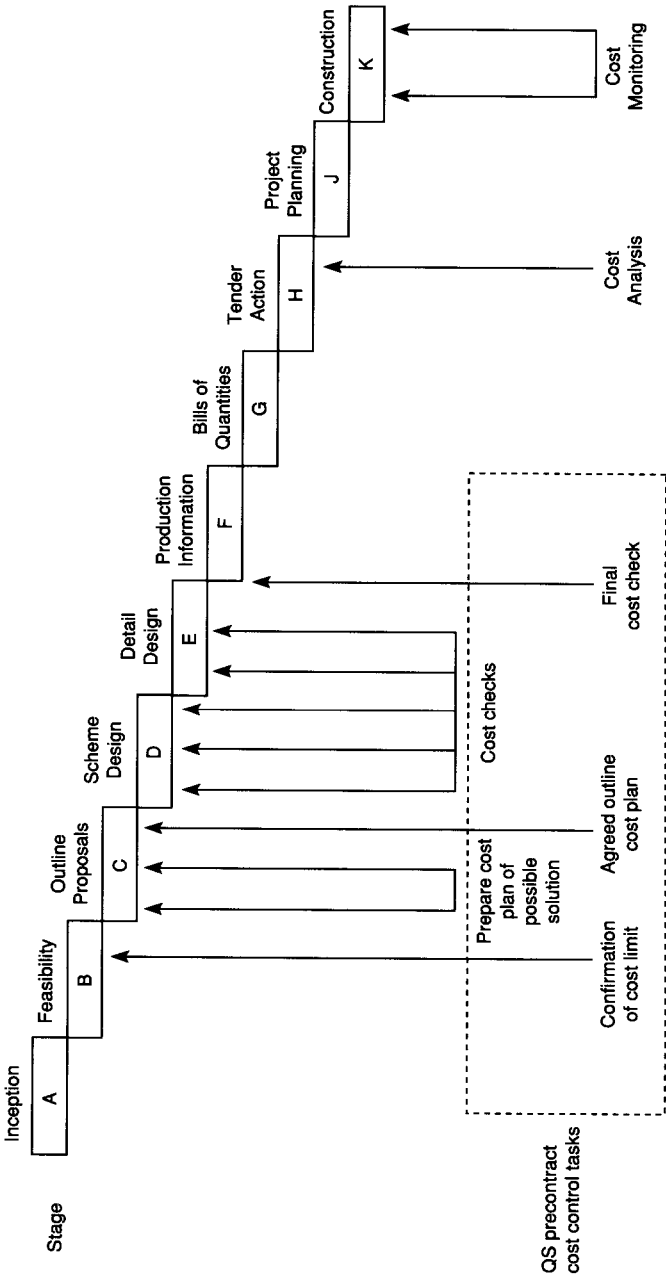 Stage
Inception
A
Feasibility
B
Outline
Proposals
C
Scheme
Design
D
Detail
Design
E
Production
Information
F
Bills of
Quantities
G
Tender
Action
H
Project
Planning
J
Construction
K
QS precontract
cost control tasks
Confirmation
of cost limit
Prepare cost
plan of
possible
solution
Agreed outline
cost plan
Cost checks
Final
cost check
Cost
Analysis
Cost
Monitoring